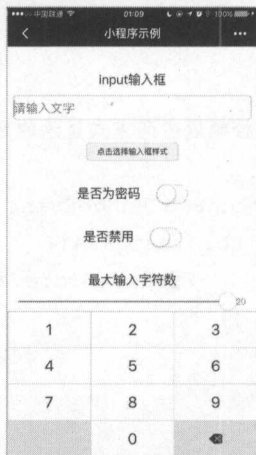 中国联通 01:09 100%
小程序示例
input输入框
请输入文字
点击选择输入框样式
是否为密码
是否禁用
最大输入字符数
20
1 2 3
4 5 6
7 8 9
0